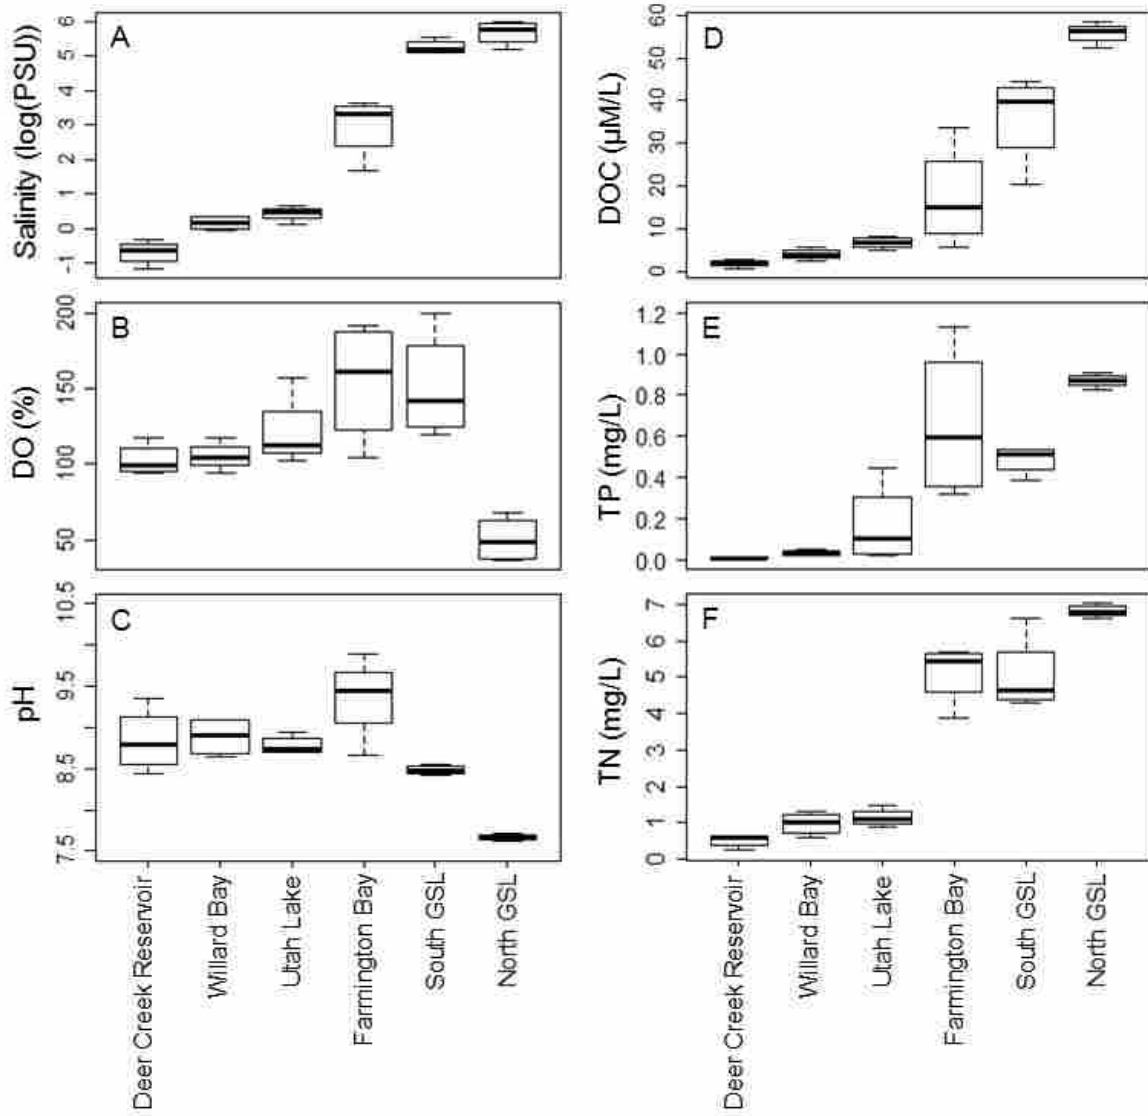 A
Salinity (log(PSU))
6
5
4
3
2
1
0
-1
B
DO (%)
200
150
100
50
C
pH
10.5
9.5
8.5
7.5
Deer Creek Reservoir
Willard Bay
Utah Lake
Farmington Bay
South GSL
North GSL
D
DOC (µM/L)
60
50
40
30
20
10
0
E
TP (mg/L)
1.2
1.0
0.8
0.6
0.4
0.2
0.0
F
TN (mg/L)
7
6
5
4
3
2
1
0
Deer Creek Reservoir
Willard Bay
Utah Lake
Farmington Bay
South GSL
North GSL